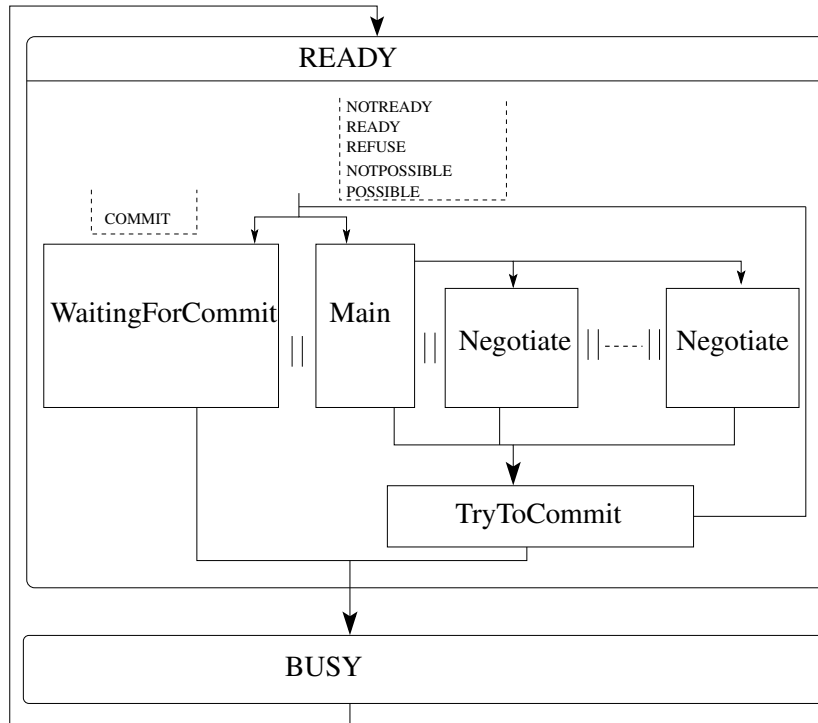 READY
NOTREADY
READY
REFUSE
NOTPOSSIBLE
POSSIBLE
COMMIT
WaitingForCommit
Main
Negotiate
Negotiate
TryToCommit
BUSY